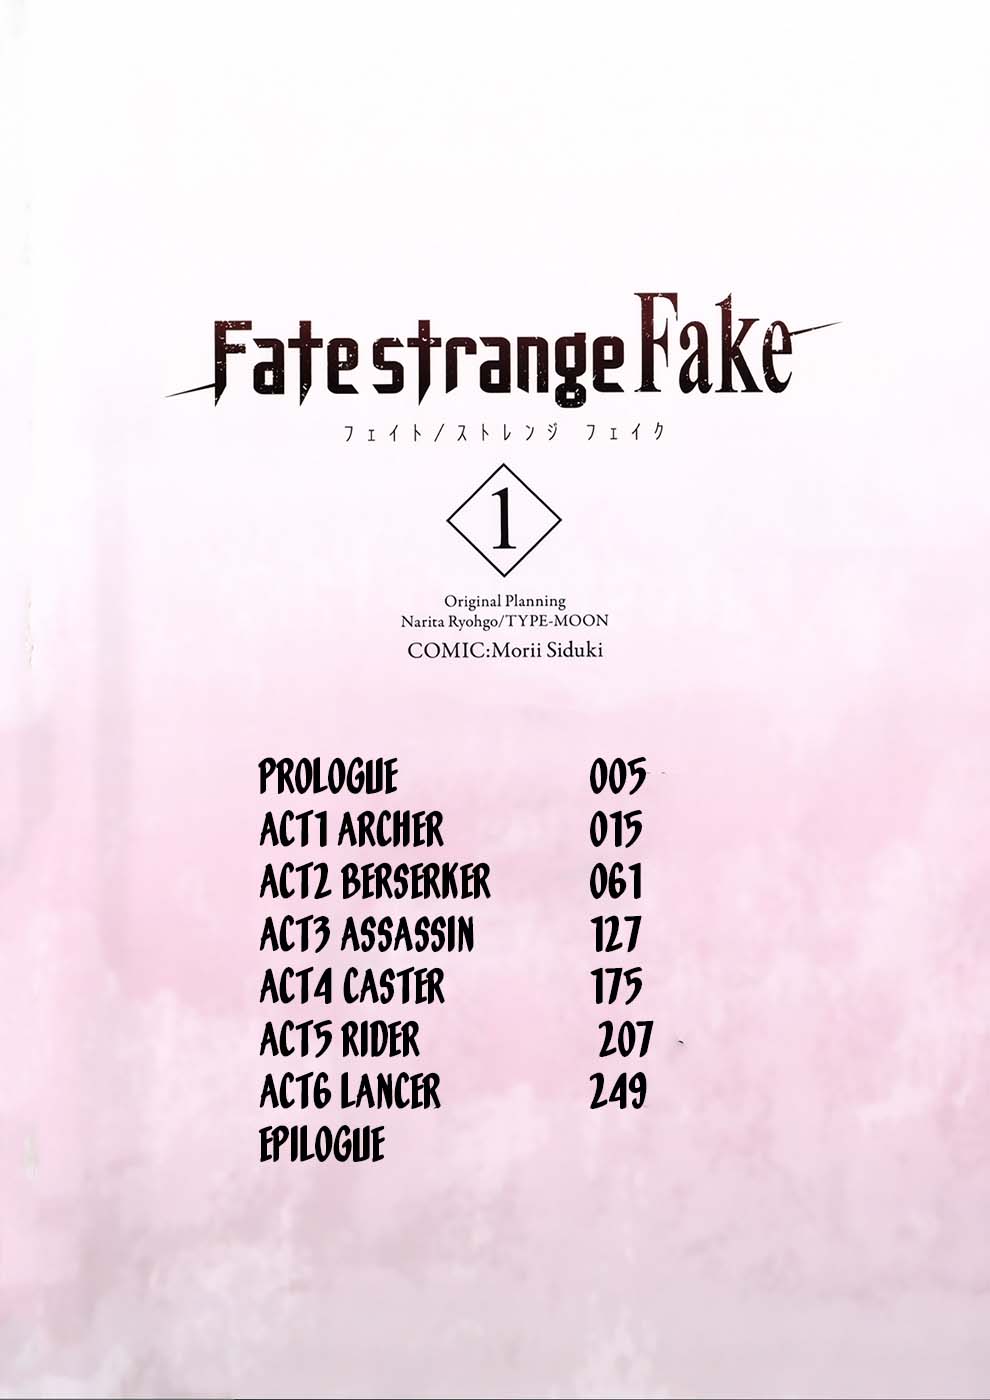 Fate strange Fake
フェイト/ストレンジ フェイク
1
Original Planning
Narita Ryohgo/TYPE-MOON
COMIC:Morii Siduki
PROLOGUE 005
ACT1 ARCHER 015
ACT2 BERSERKER 061
ACT3 ASSASSIN 127
ACT4 CASTER 175
ACT5 RIDER 207
ACT6 LANCER 249
EPILOGUE